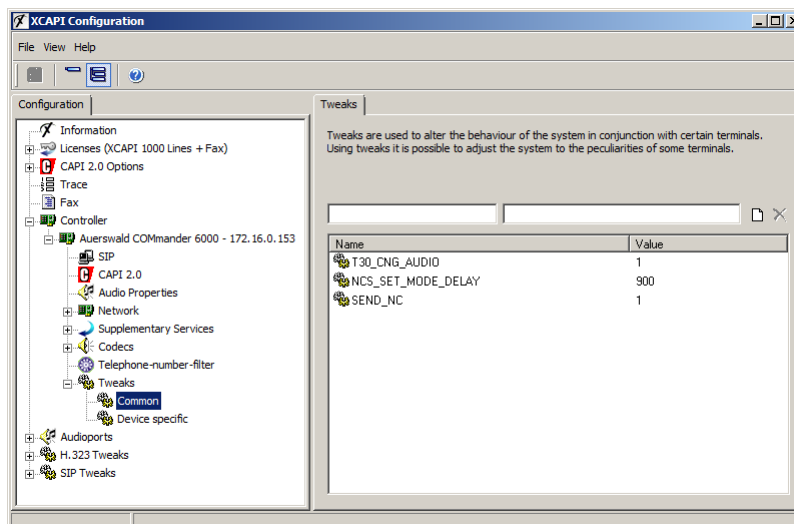 XCAPI Configuration
File View Help
Configuration
Information
Licenses (XCAPI 1000 Lines + Fax)
CAPI 2.0 Options
Trace
Fax
Controller
Auerswald COMmander 6000 - 172.16.0.153
SIP
CAPI 2.0
Audio Properties
Network
Supplementary Services
Codecs
Telephone-number-filter
Tweaks
Common
Device specific
Audioports
H.323 Tweaks
SIP Tweaks
Tweaks
Tweaks are used to alter the behaviour of the system in conjunction with certain terminals.
Using tweaks it is possible to adjust the system to the peculiarities of some terminals.
Name Value
T30_CNG_AUDIO 1
NCS_SET_MODE_DELAY 900
SEND_NC 1